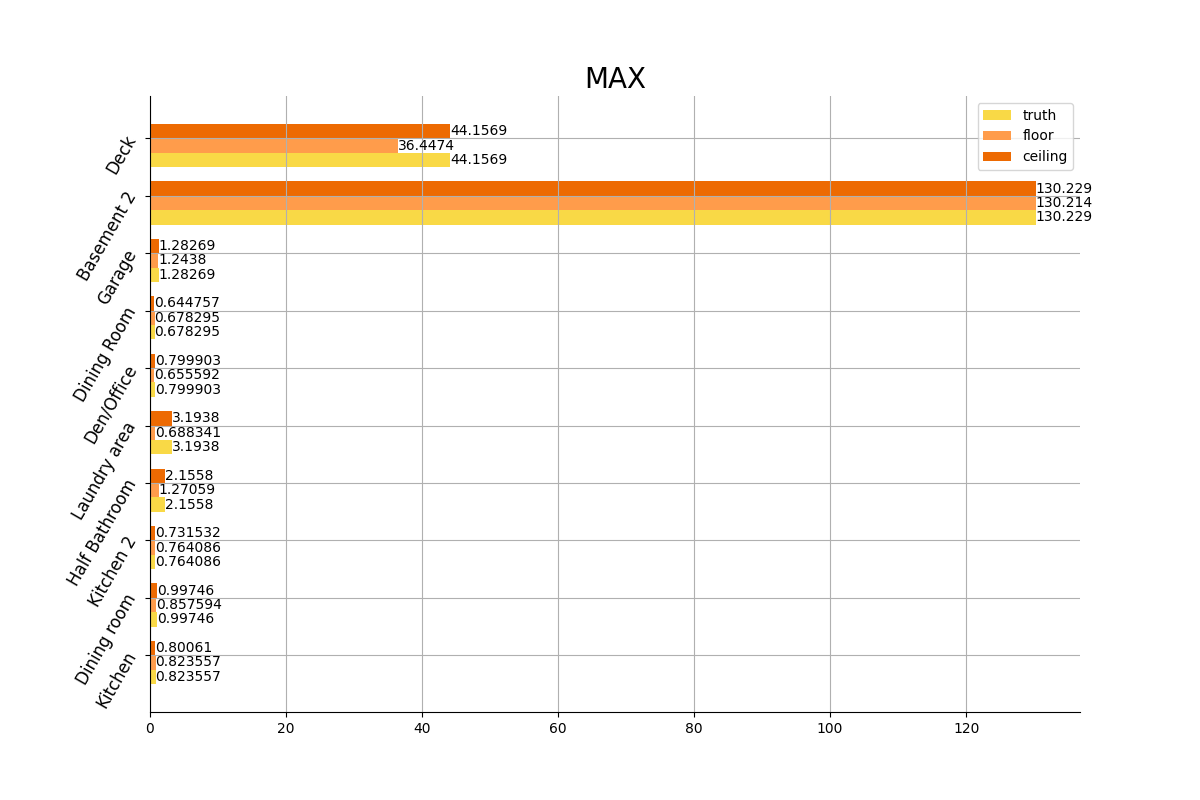 MAX
truth
floor
ceiling
Deck
44.1569
36.4474
44.1569
Basement 2
130.229
130.214
130.229
Garage
1.28269
1.2438
1.28269
Dining Room
0.644757
0.678295
0.678295
Den/Office
0.799903
0.655592
0.799903
Laundry area
3.1938
0.688341
3.1938
Half Bathroom
2.1558
1.27059
2.1558
Kitchen 2
0.731532
0.764086
0.764086
Dining room
0.99746
0.857594
0.99746
Kitchen
0.80061
0.823557
0.823557
0 20 40 60 80 100 120